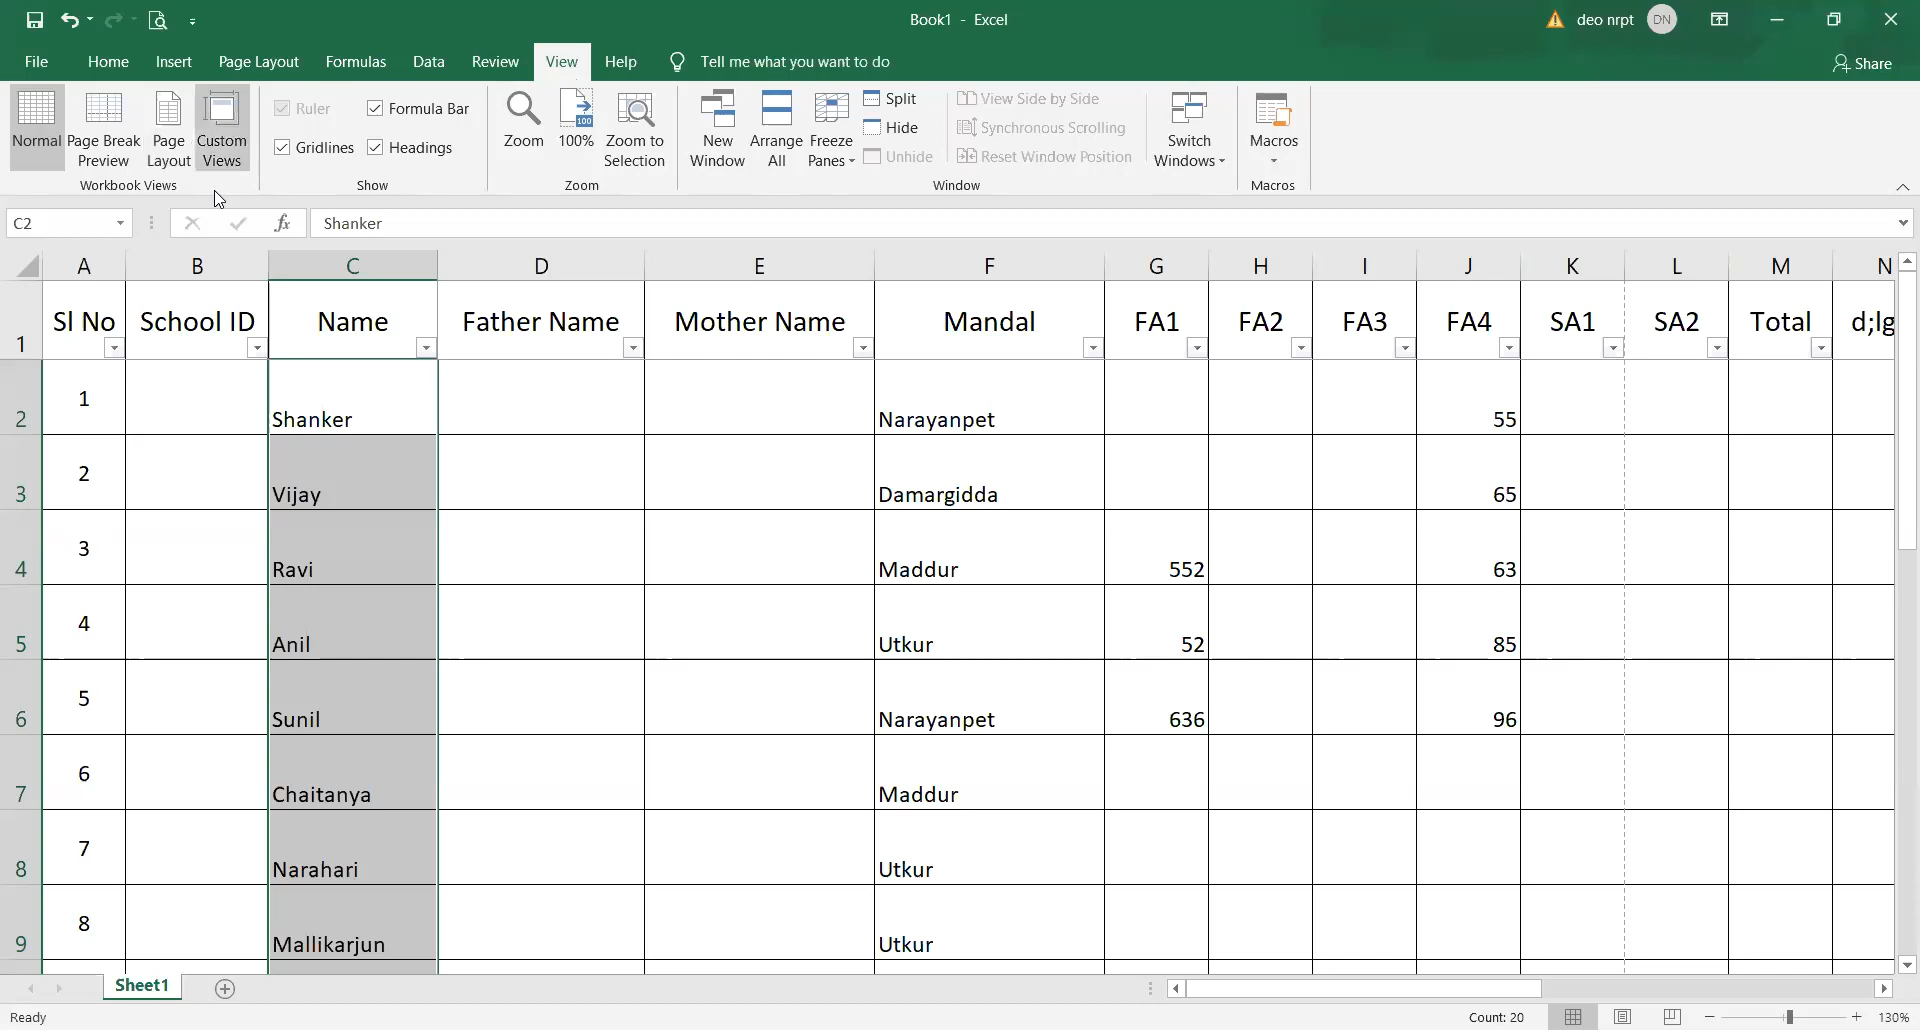 Book1 - Excel
deo nrpt DN
File Home Insert Page Layout Formulas Data Review View Help Tell me what you want to do Share
Normal Page Break Preview Page Layout Custom Views
Workbook Views
Ruler Formula Bar
Gridlines Headings
Show
Zoom 100 100% Zoom to Selection
Zoom
New Window Arrange All Freeze Panes
Split
Hide
Unhide
View Side by Side
Synchronous Scrolling
Reset Window Position
Switch Windows
Window
Macros
Macros
C2 fx Shanker
A B C D E F G H I J K L M N
1 Sl No School ID Name Father Name Mother Name Mandal FA1 FA2 FA3 FA4 SA1 SA2 Total d;lg
2 1 Shanker Narayanpet 55
3 2 Vijay Damargidda 65
4 3 Ravi Maddur 552 63
5 4 Anil Utkur 52 85
6 5 Sunil Narayanpet 636 96
7 6 Chaitanya Maddur
8 7 Narahari Utkur
9 8 Mallikarjun Utkur
Sheet1
Ready Count: 20 130%